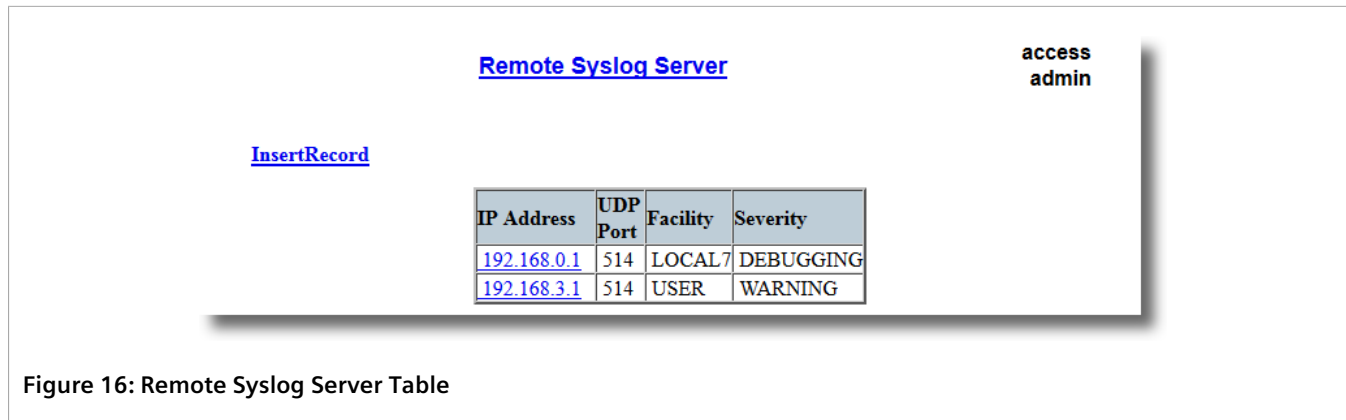 Remote Syslog Server
access
admin
InsertRecord
IP Address UDP Port Facility Severity
192.168.0.1 514 LOCAL7 DEBUGGING
192.168.3.1 514 USER WARNING
Figure 16: Remote Syslog Server Table